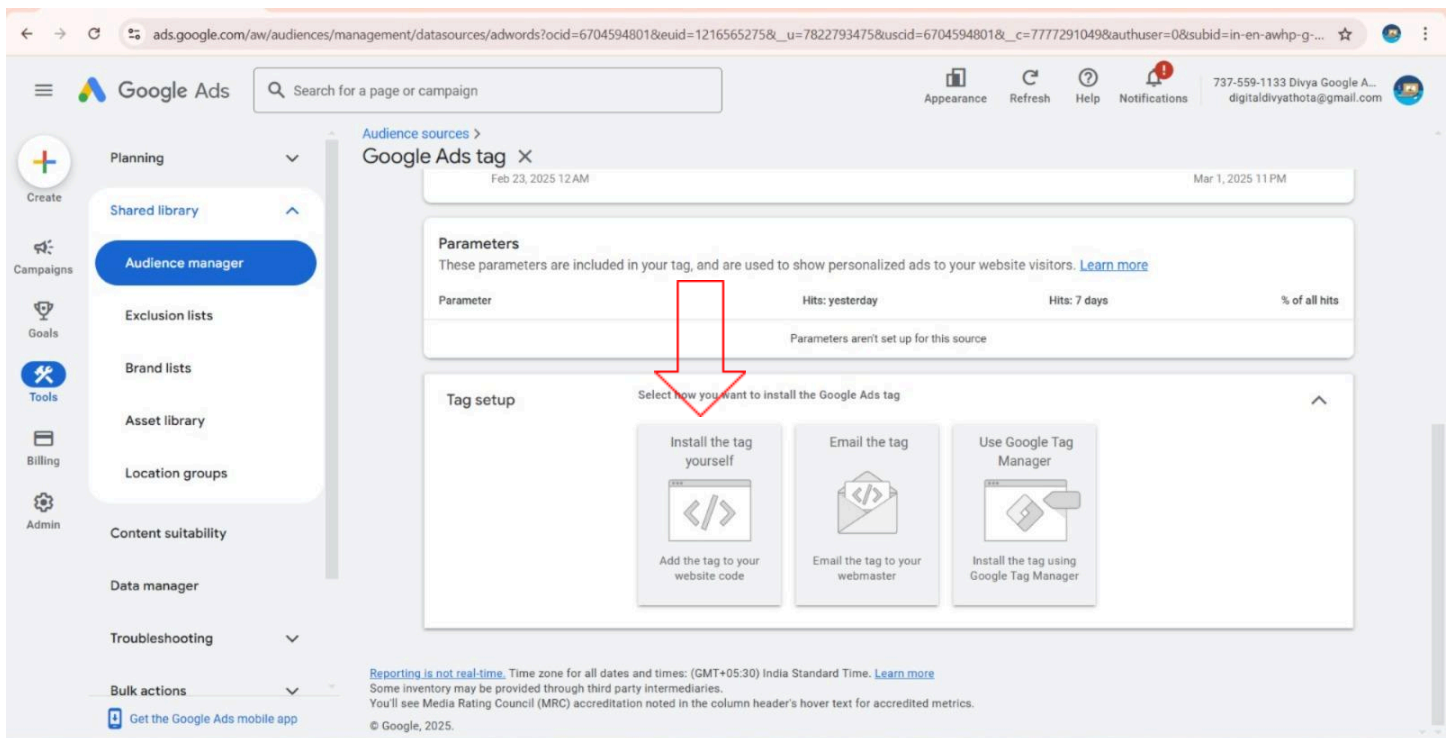 ads.google.com/aw/audiences/management/datasources/adwords?ocid=6704594801&euid=1216565275&__u=7822793475&uscid=6704594801&__c=7777291049&authuser=0&subid=in-en-awhp-g-...
Google Ads
Search for a page or campaign
Appearance
Refresh
Help
Notifications
737-559-1133 Divya Google A...
digitaldivyathota@gmail.com
Create
Campaigns
Goals
Tools
Billing
Admin
Planning
Shared library
Audience manager
Exclusion lists
Brand lists
Asset library
Location groups
Content suitability
Data manager
Troubleshooting
Bulk actions
Get the Google Ads mobile app
Audience sources >
Google Ads tag
Feb 23, 2025 12 AM
Mar 1, 2025 11 PM
Parameters
These parameters are included in your tag, and are used to show personalized ads to your website visitors. Learn more
Parameter Hits: yesterday Hits: 7 days % of all hits
Parameters aren't set up for this source
Tag setup
Select how you want to install the Google Ads tag
Install the tag
yourself
Add the tag to your
website code
Email the tag
Email the tag to your
webmaster
Use Google Tag
Manager
Install the tag using
Google Tag Manager
Reporting is not real-time. Time zone for all dates and times: (GMT+05:30) India Standard Time. Learn more
Some inventory may be provided through third party intermediaries.
You'll see Media Rating Council (MRC) accreditation noted in the column header's hover text for accredited metrics.
© Google, 2025.